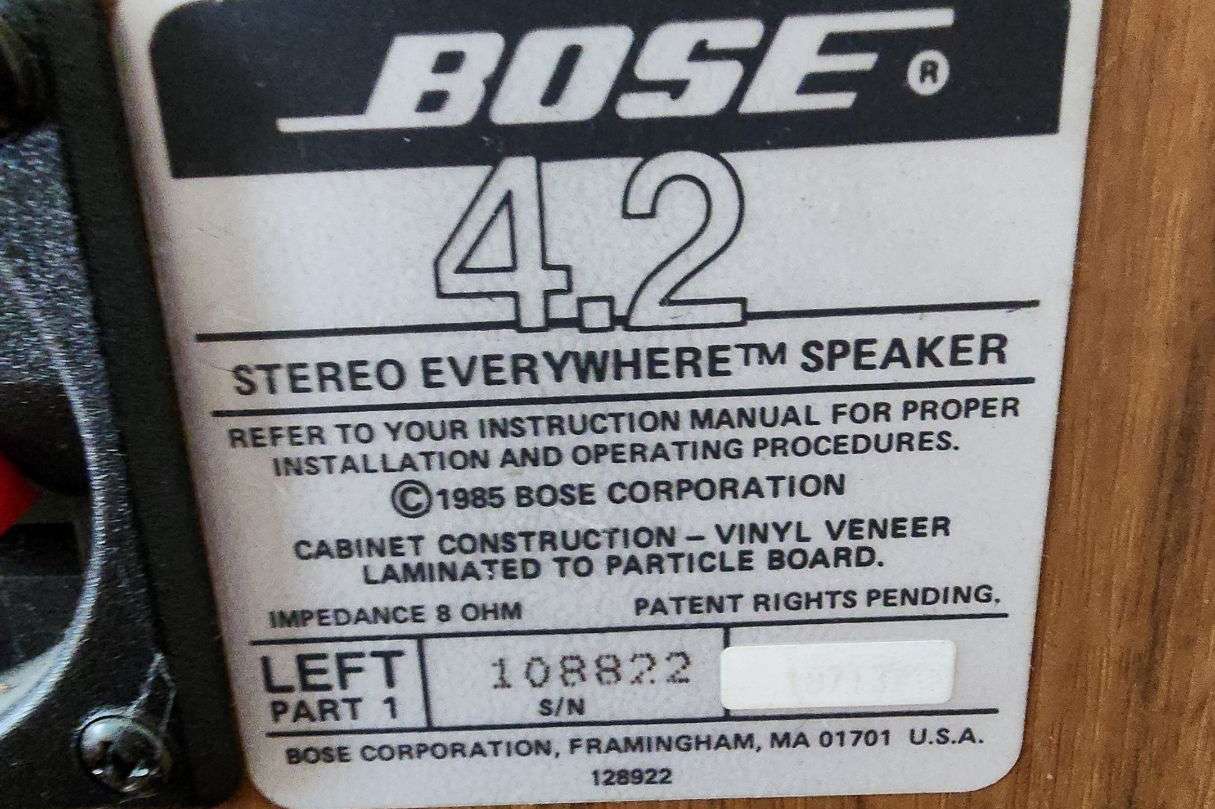 BOSE®
4.2
STEREO EVERYWHERE™ SPEAKER
REFER TO YOUR INSTRUCTION MANUAL FOR PROPER
INSTALLATION AND OPERATING PROCEDURES.
©1985 BOSE CORPORATION
CABINET CONSTRUCTION – VINYL VENEER
LAMINATED TO PARTICLE BOARD.
IMPEDANCE 8 OHM PATENT RIGHTS PENDING.
LEFT 108822
PART 1 S/N
BOSE CORPORATION, FRAMINGHAM, MA 01701 U.S.A.
128922